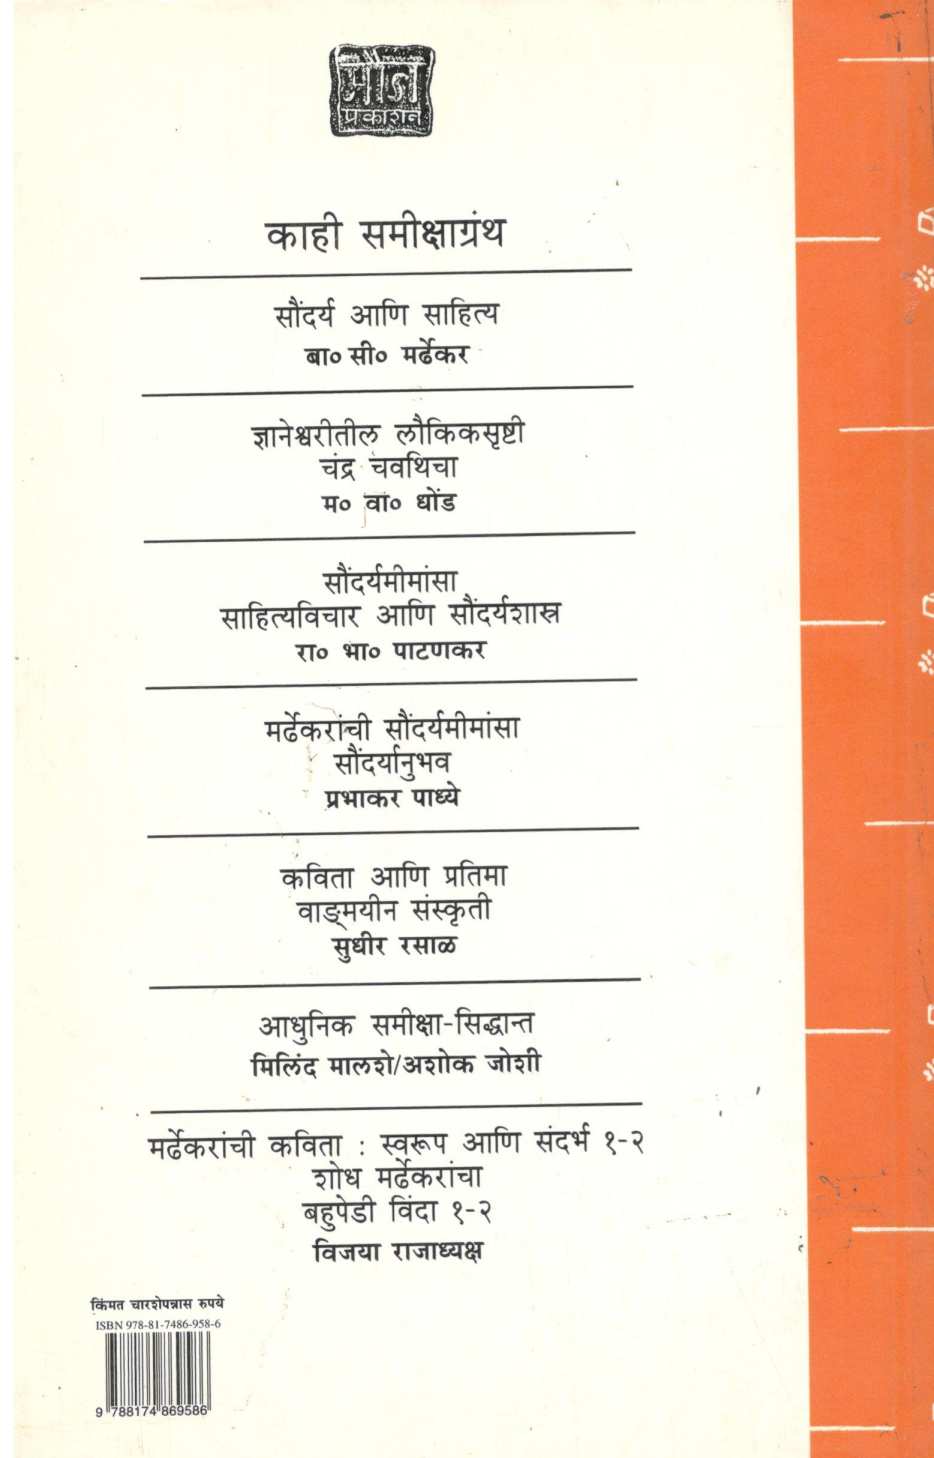 मौज
प्रकाशन
काही समीक्षाग्रंथ
सौंदर्य आणि साहित्य
बा० सी० मर्ढेकर
ज्ञानेश्वरीतील लौकिकसृष्टी
चंद्र चवथिचा
म० वा० धोंड
सौंदर्यमीमांसा
साहित्यविचार आणि सौंदर्यशास्त्र
रा० भा० पाटणकर
मर्ढेकरांची सौंदर्यमीमांसा
सौंदर्यानुभव
प्रभाकर पाध्ये
कविता आणि प्रतिमा
वाङ्‌मयीन संस्कृती
सुधीर रसाळ
आधुनिक समीक्षा-सिद्धान्त
मिलिंद मालशे/अशोक जोशी
मर्ढेकरांची कविता : स्वरूप आणि संदर्भ १-२
शोध मर्ढेकरांचा
बहुपेडी विंदा १-२
विजया राजाध्यक्ष
किंमत चारशेपन्नास रुपये
ISBN 978-81-7486-958-6
9 788174 869586